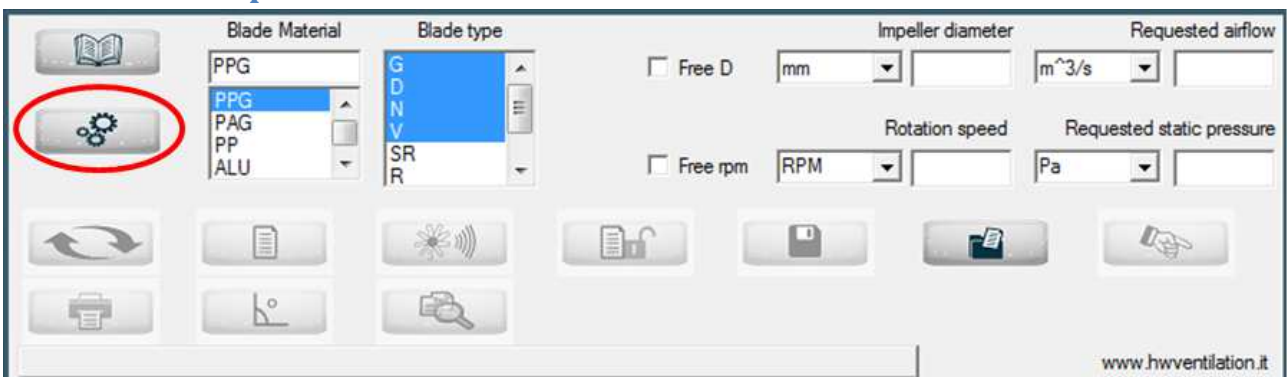 Blade Material
Blade type
Impeller diameter
Requested airflow
PPG
PPG
PAG
PP
ALU
G
D
N
V
SR
R
Free D
mm
m^3/s
Rotation speed
Requested static pressure
Free rpm
RPM
Pa
www.hwventilation.it